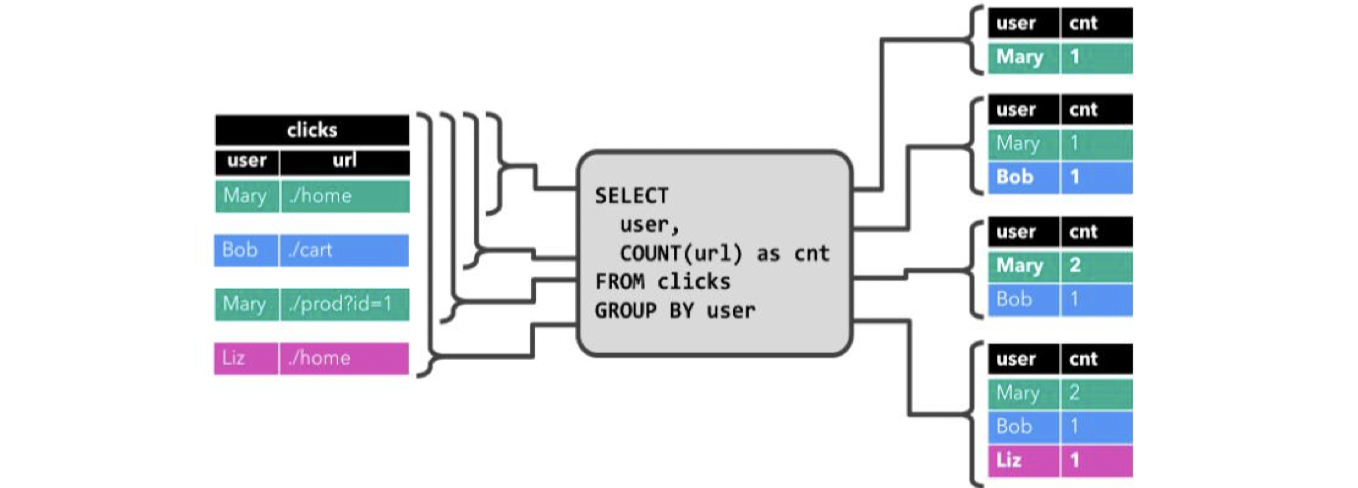 clicks
user url
Mary ./home
Bob ./cart
Mary ./prod?id=1
Liz ./home
SELECT
user,
COUNT(url) as cnt
FROM clicks
GROUP BY user
user cnt
Mary 1
user cnt
Mary 1
Bob 1
user cnt
Mary 2
Bob 1
user cnt
Mary 2
Bob 1
Liz 1